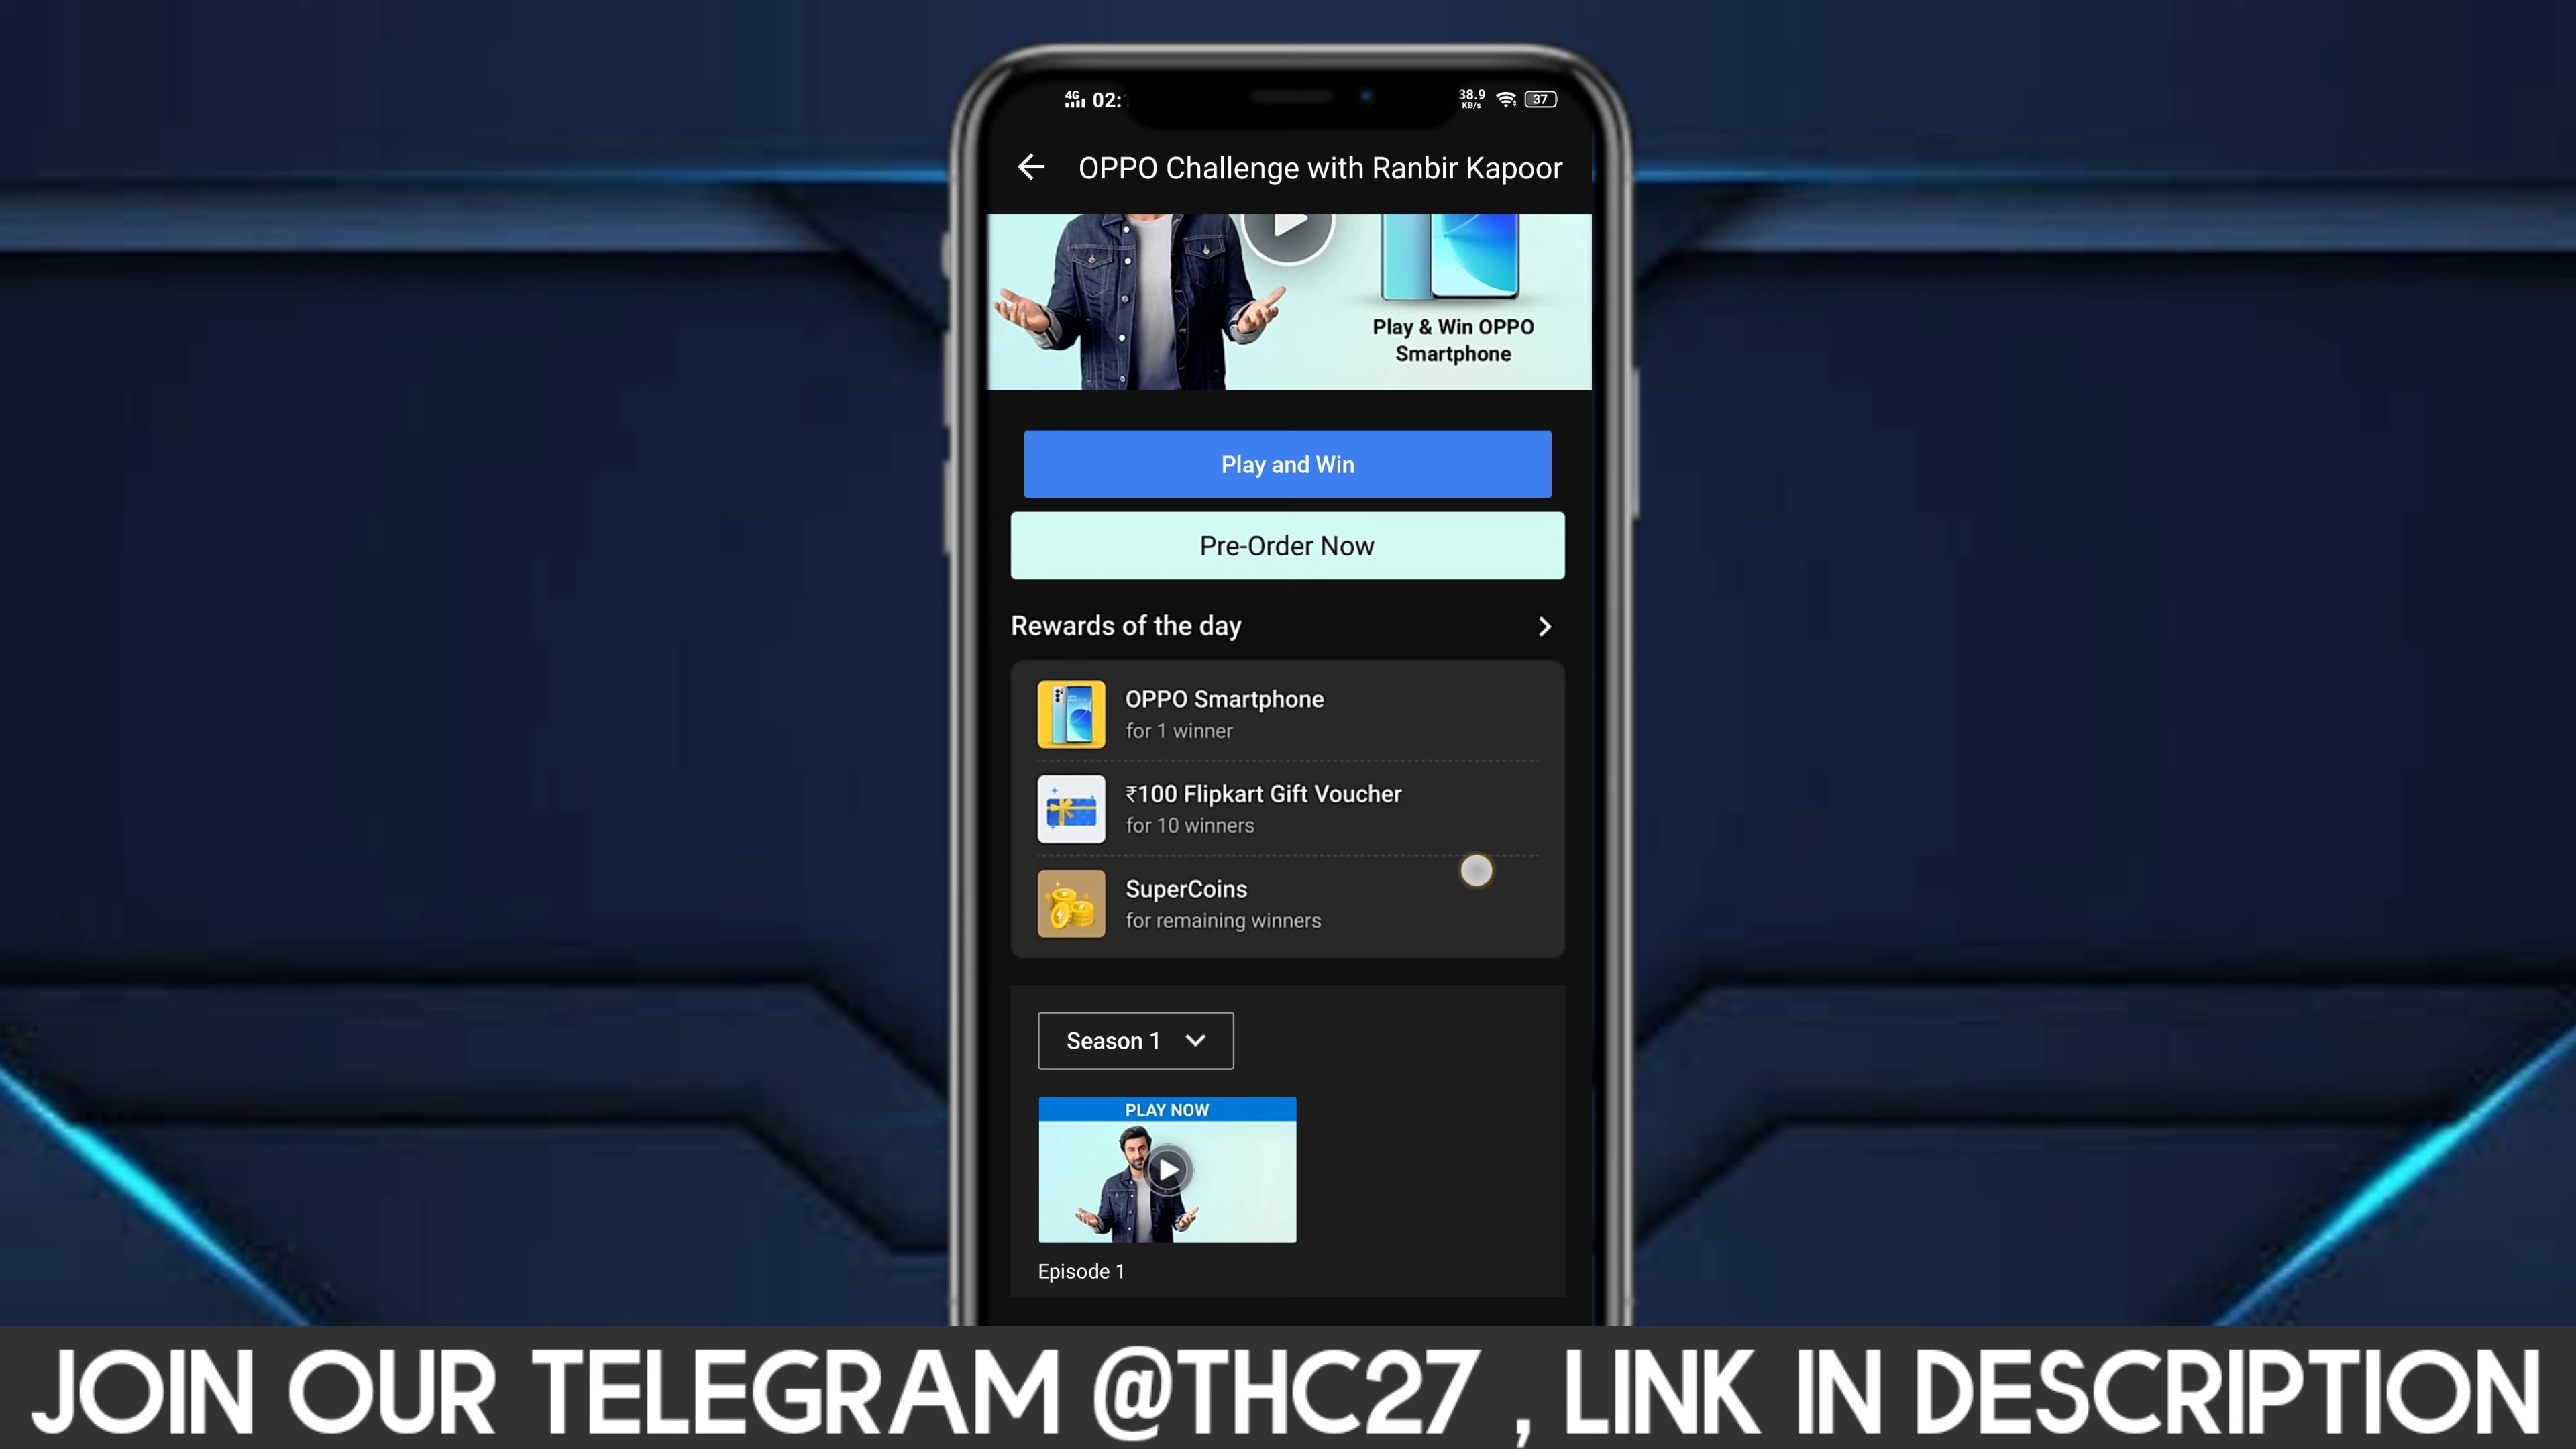 4G 02:
38.9
KB/s
37
OPPO Challenge with Ranbir Kapoor
Play & Win OPPO
Smartphone
Play and Win
Pre-Order Now
Rewards of the day
OPPO Smartphone
for 1 winner
₹100 Flipkart Gift Voucher
for 10 winners
SuperCoins
for remaining winners
Season 1
PLAY NOW
Episode 1
JOIN OUR TELEGRAM @THC27 , LINK IN DESCRIPTION